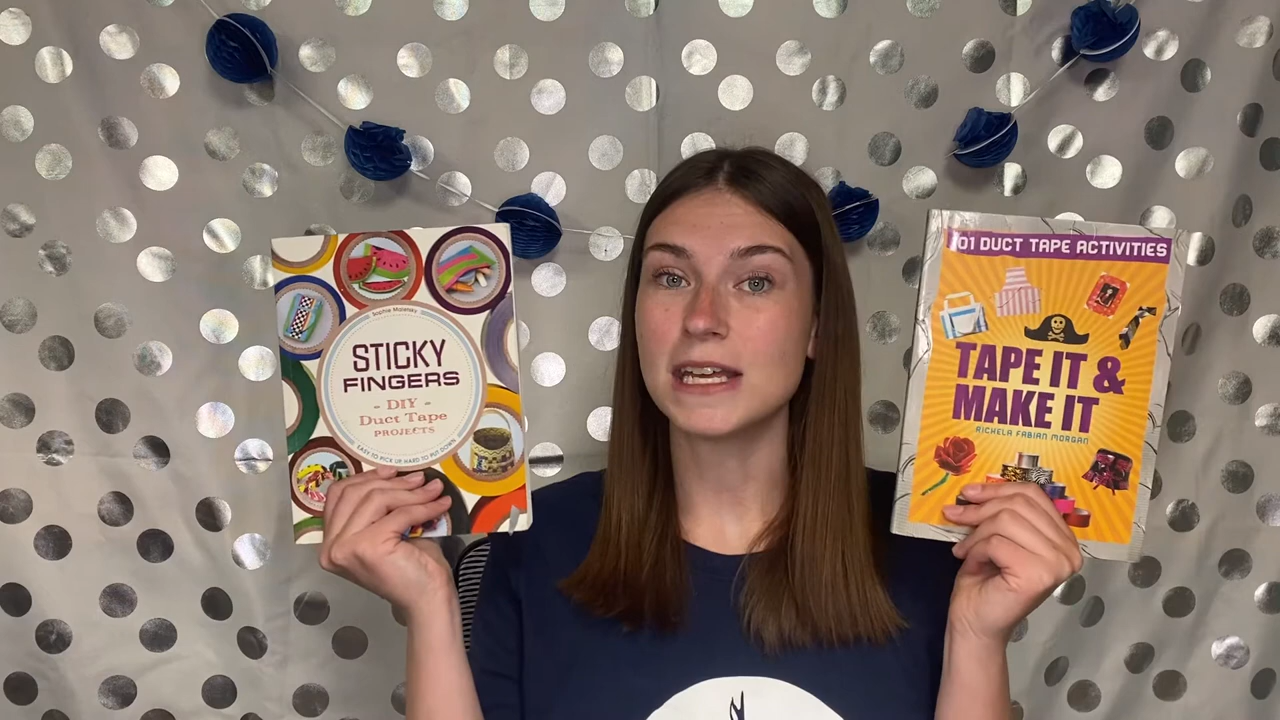 Sophie Maletsky
STICKY
FINGERS
- DIY -
Duct Tape
PROJECTS
EASY TO PICK UP, HARD TO PUT DOWN
101 DUCT TAPE ACTIVITIES
TAPE IT &
MAKE IT
RICHELA FABIAN MORGAN